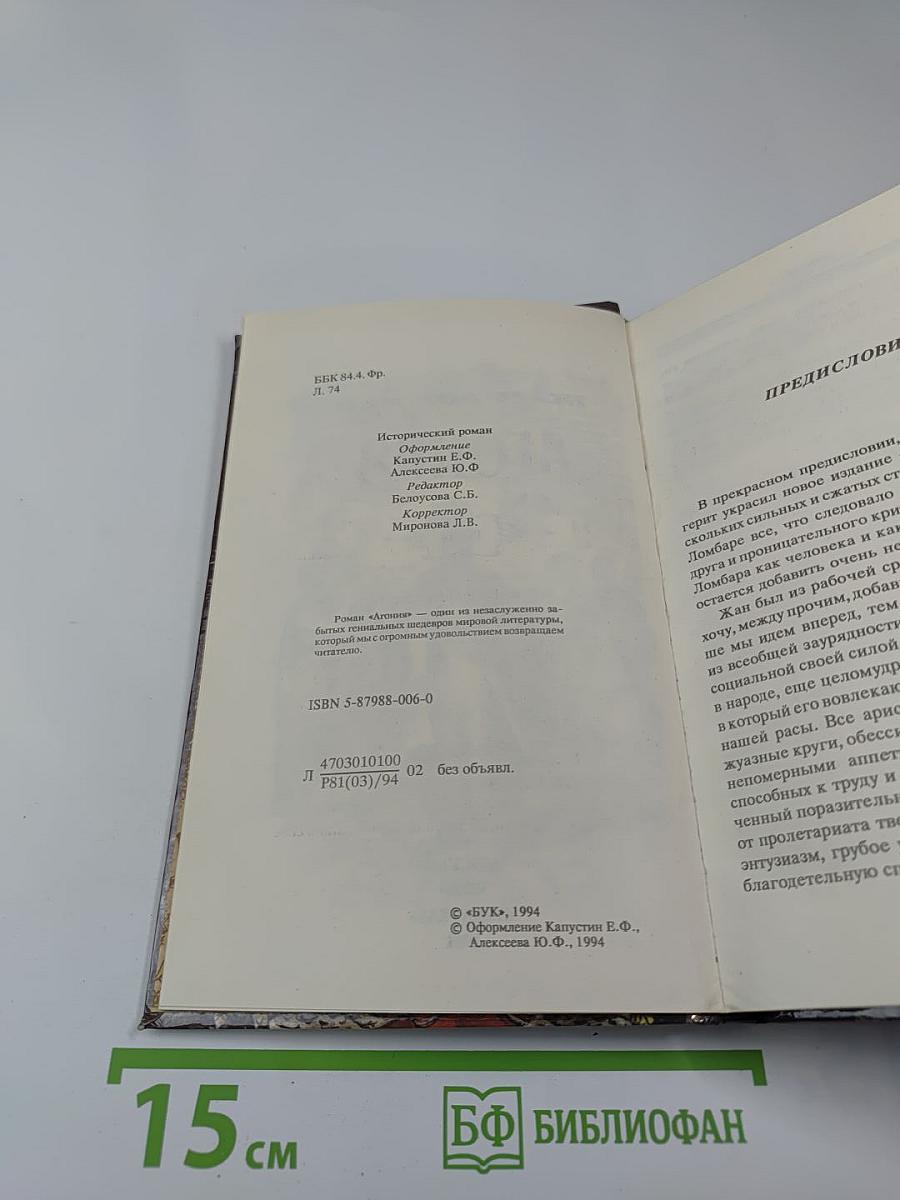 ББК 84.4. Фр.
Л. 74
Исторический роман
Оформление
Капустин Е.Ф.
Алексеева Ю.Ф
Редактор
Белоусова С.Б.
Корректор
Миронова Л.В.
Роман «Агония» — один из незаслуженно за-
бытых гениальных шедевров мировой литературы,
который мы с огромным удовольствием возвращаем
читателю.
ISBN 5-87988-006-0
Л 4703010100 02 без объявл.
Р81(03)/94
© «БУК», 1994
© Оформление Капустин Е.Ф.,
Алексеева Ю.Ф., 1994
ПРЕДИСЛОВИ
В прекрасном предисловии,
герит украсил новое издание
скольких сильных и сжатых ст
Ломбаре все, что следовало
друга и проницательного кри
Ломбара как человека и как
остается добавить очень не
Жан был из рабочей ср
хочу, между прочим, добав
ше мы идем вперед, тем
из всеобщей заурядности
социальной своей силой
в народе, еще целомудр
в который его вовлекаю
нашей расы. Все арис
жуазные круги, обесси
непомерными аппет
способных к труду и
ченный поразитель
от пролетариата тве
энтузиазм, грубое
благодетельную сп
15 см
БФ БИБЛИОФАН